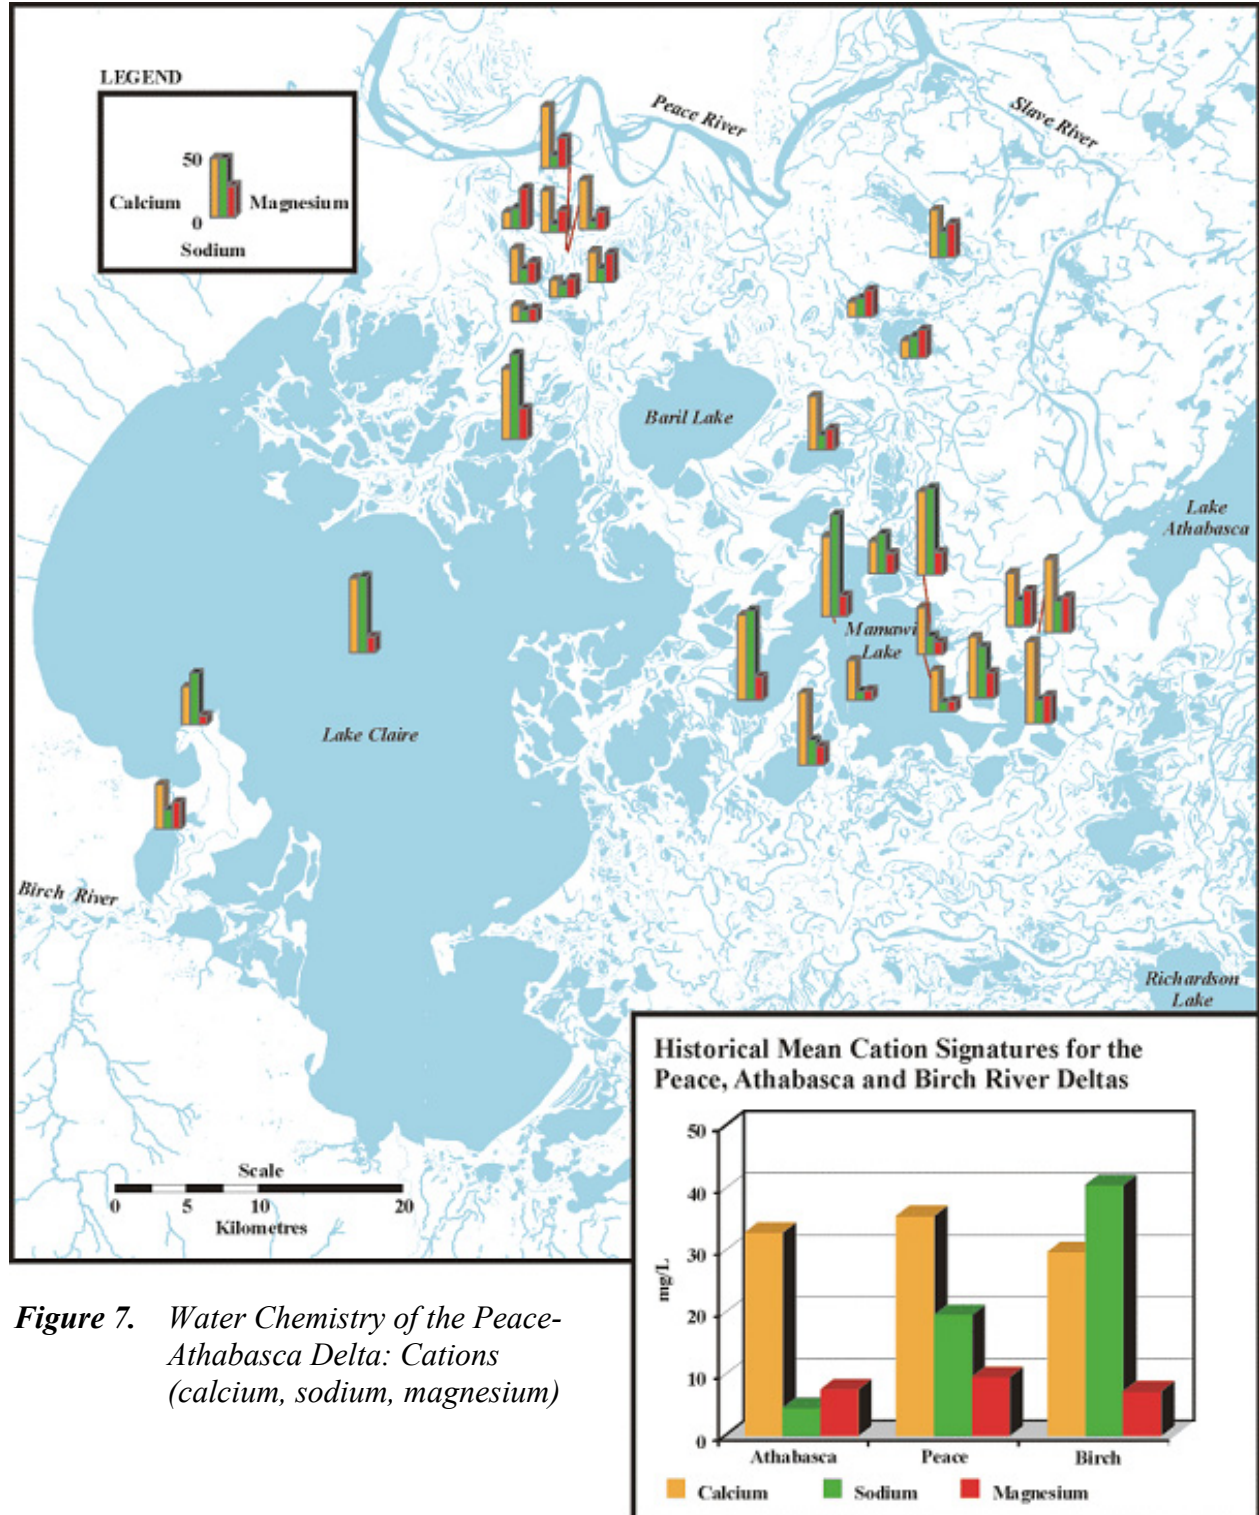 LEGEND
50
Calcium
Magnesium
0
Sodium
Peace River
Slave River
Baril Lake
Lake
Athabasca
Mamawi
Lake
Lake Claire
Birch River
Richardson
Lake
Scale
0 5 10 20
Kilometres
Historical Mean Cation Signatures for the
Peace, Athabasca and Birch River Deltas
50
40
30
20
10
0
mg/L
Athabasca Peace Birch
Calcium Sodium Magnesium
Figure 7. Water Chemistry of the Peace-
Athabasca Delta: Cations
(calcium, sodium, magnesium)